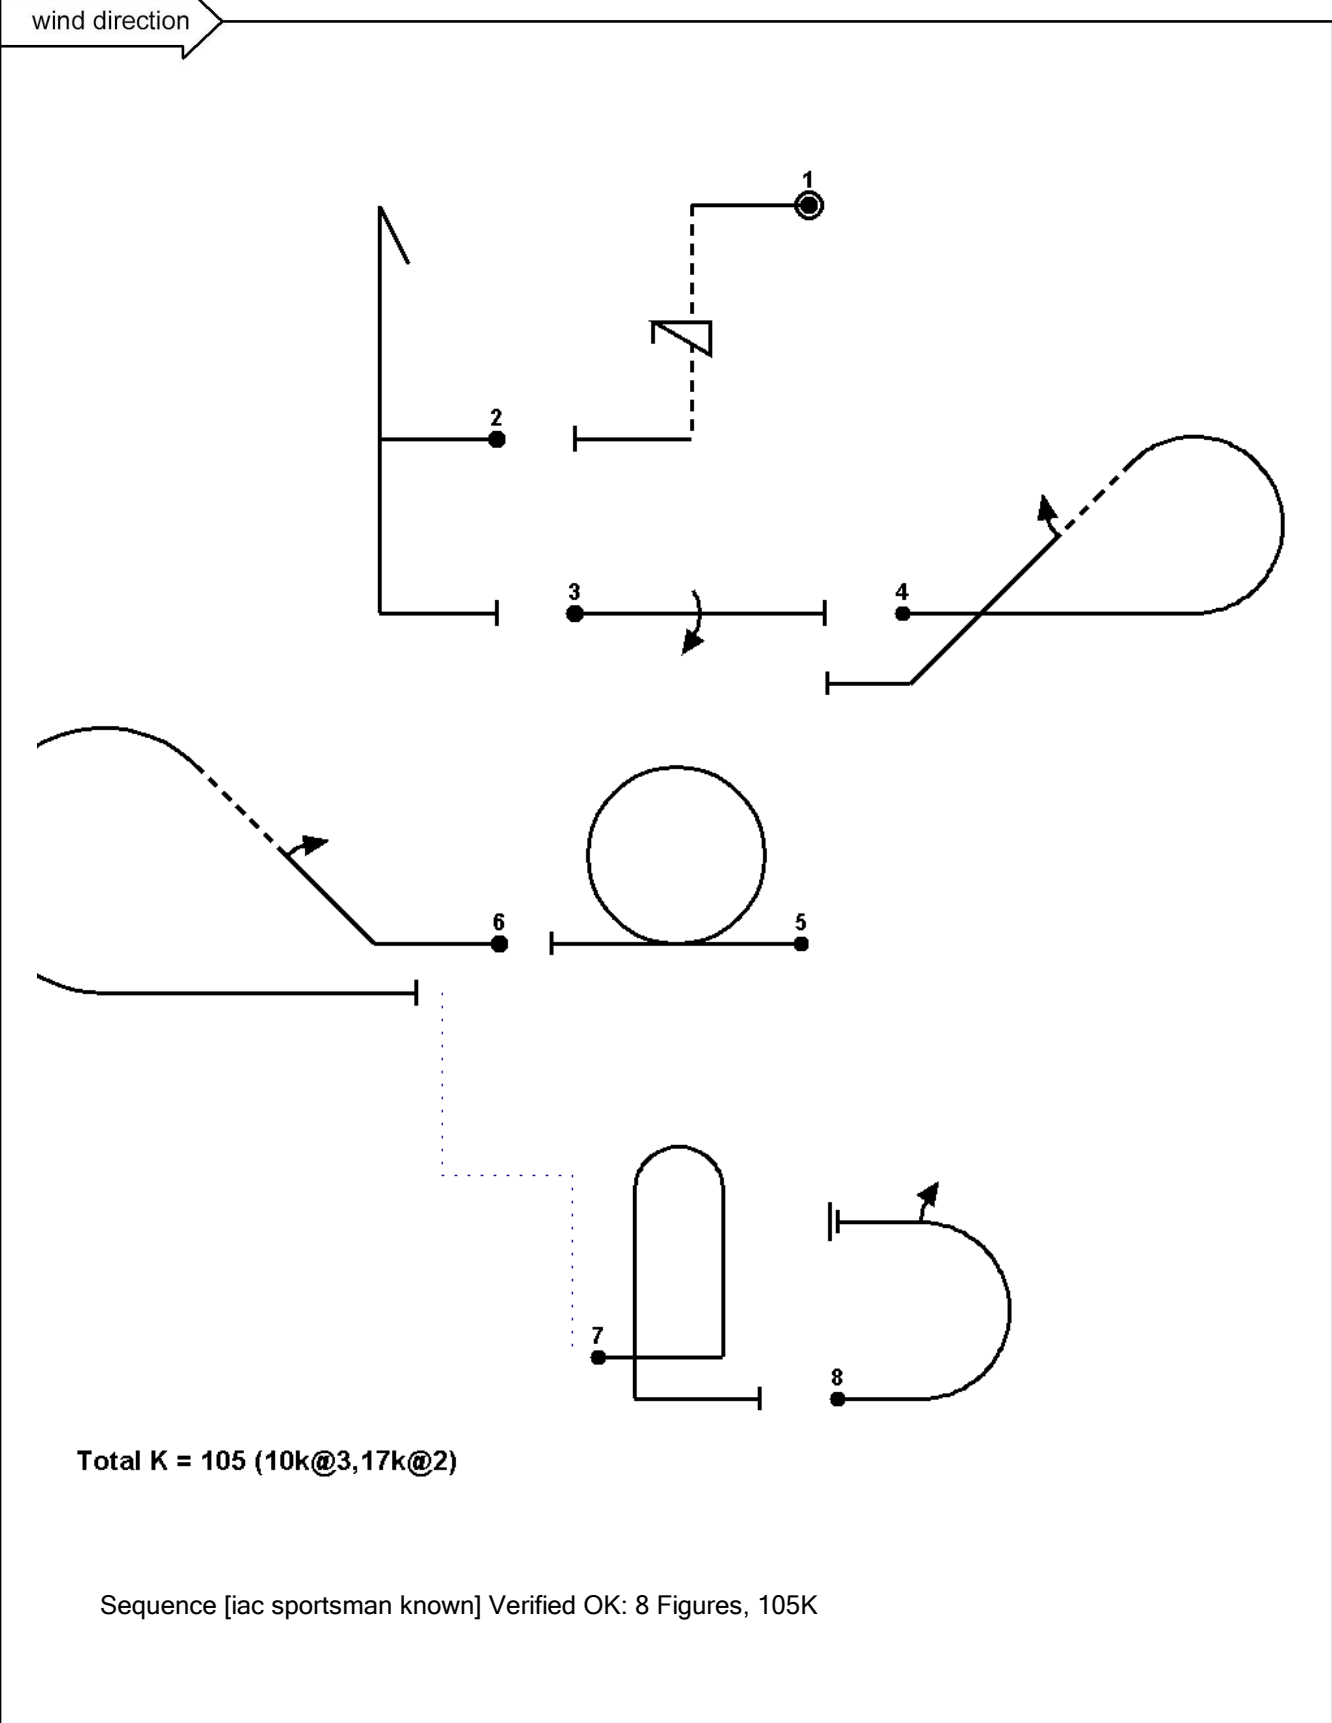 wind direction
1
2
3
4
6
5
7
8
Total K = 105 (10k@3,17k@2)
Sequence [iac sportsman known] Verified OK: 8 Figures, 105K